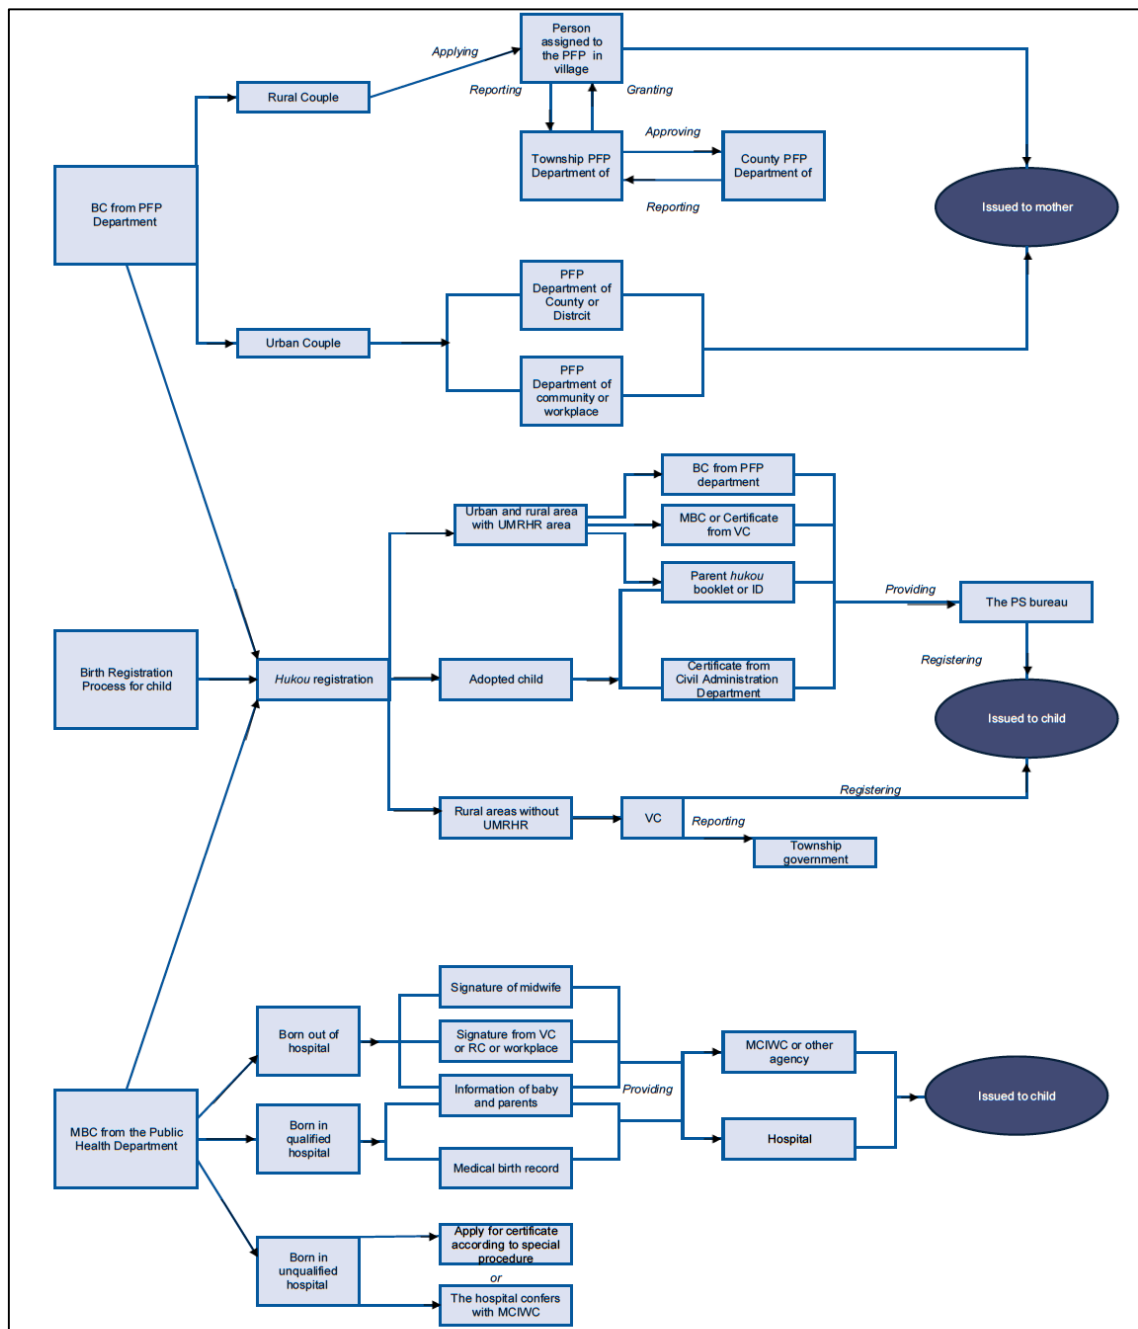 Person
assigned to
the PFP in
village
Applying
Rural Couple
Reporting
Granting
Approving
Township PFP
Department of
County PFP
Department of
Reporting
BC from PFP
Department
Issued to mother
PFP
Department of
County or
Distrcit
Urban Couple
PFP
Department of
community or
workplace
BC from PFP
department
Urban and rural area
with UMRHR area
MBC or Certificate
from VC
Parent hukou
booklet or ID
Providing
The PS bureau
Birth Registration
Process for child
Hukou registration
Adopted child
Certificate from
Civil Administration
Department
Registering
Issued to child
Rural areas without
UMRHR
VC
Registering
Reporting
Township
government
Signature of midwife
Born out of
hospital
Signature from VC
or RC or workplace
MCIWC or other
agency
Information of baby
and parents
Providing
Issued to child
MBC from the Public
Health Department
Born in
qualified
hospital
Hospital
Medical birth record
Born in
unqualified
hospital
Apply for certificate
according to special
procedure
or
The hospital confers
with MCIWC